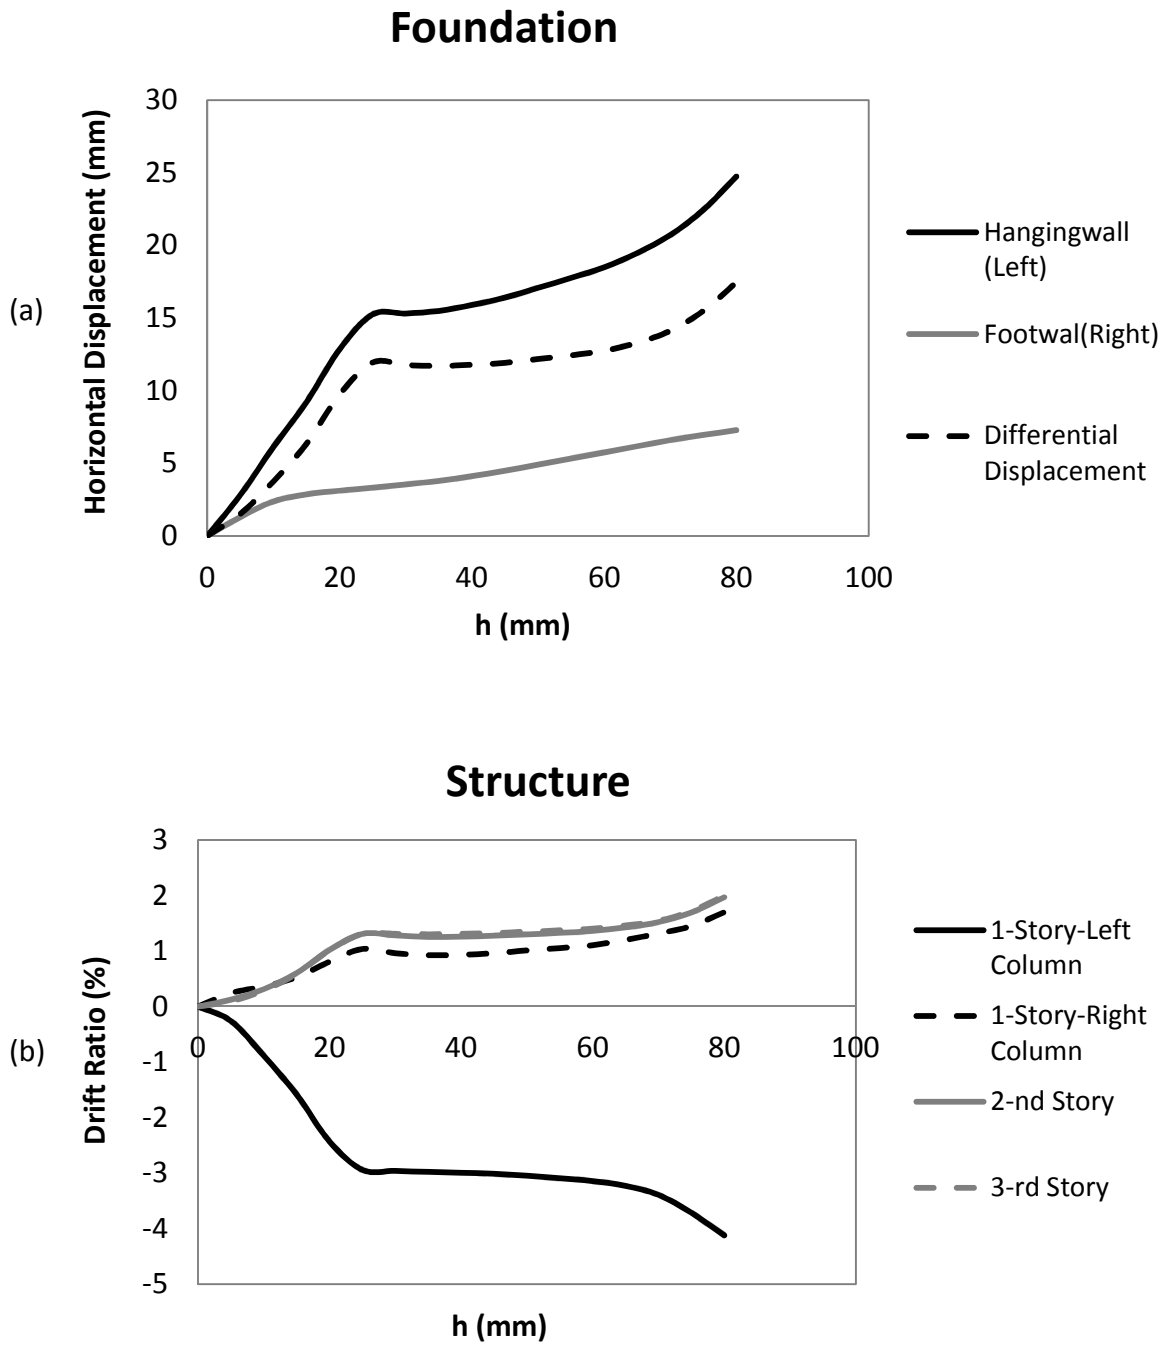 Foundation
30
25
20
15
10
5
0
0 20 40 60 80 100
Horizontal Displacement (mm)
h (mm)
(a)
Hangingwall
(Left)
Footwal(Right)
Differential
Displacement
Structure
3
2
1
0
-1
-2
-3
-4
-5
0 20 40 60 80 100
Drift Ratio (%)
h (mm)
(b)
1-Story-Left
Column
1-Story-Right
Column
2-nd Story
3-rd Story